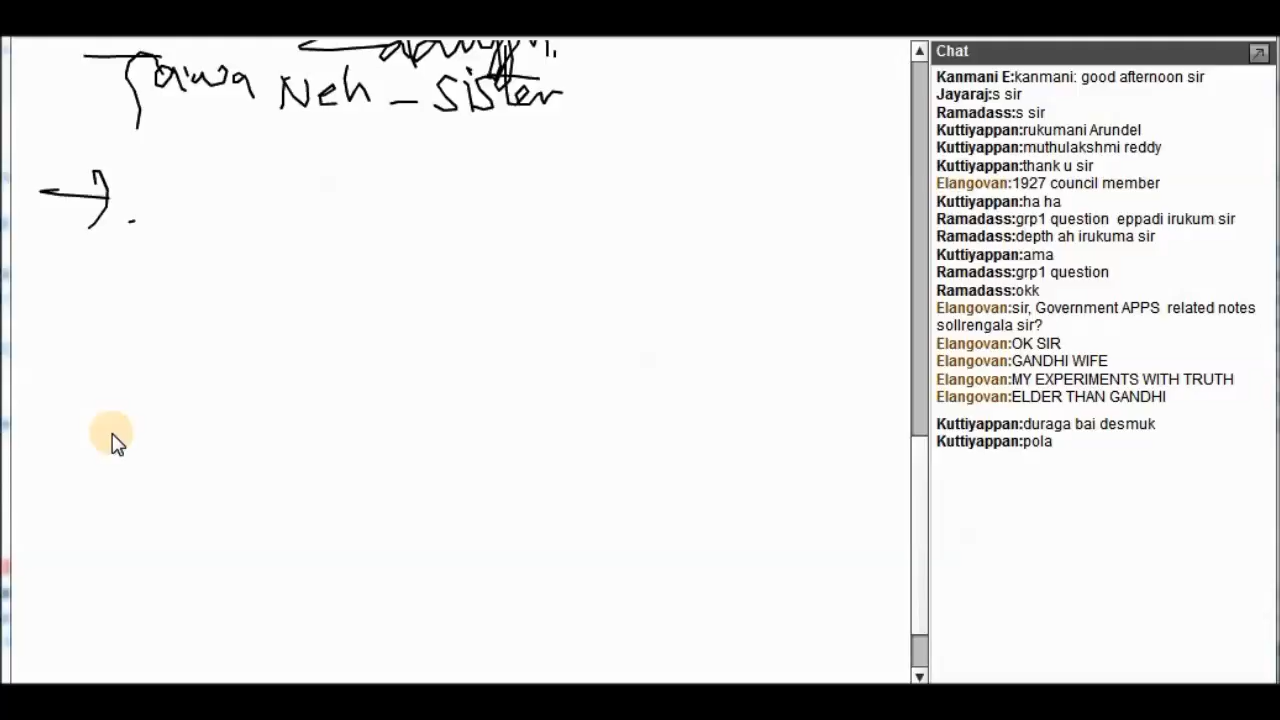 Jawa Neh - Sister
Chat
Kanmani E:kanmani: good afternoon sir
Jayaraj:s sir
Ramadass:s sir
Kuttiyappan:rukumani Arundel
Kuttiyappan:muthulakshmi reddy
Kuttiyappan:thank u sir
Elangovan:1927 council member
Kuttiyappan:ha ha
Ramadass:grp1 question eppadi irukum sir
Ramadass:depth ah irukuma sir
Kuttiyappan:ama
Ramadass:grp1 question
Ramadass:okk
Elangovan:sir, Government APPS related notes
sollrengala sir?
Elangovan:OK SIR
Elangovan:GANDHI WIFE
Elangovan:MY EXPERIMENTS WITH TRUTH
Elangovan:ELDER THAN GANDHI
Kuttiyappan:duraga bai desmuk
Kuttiyappan:pola